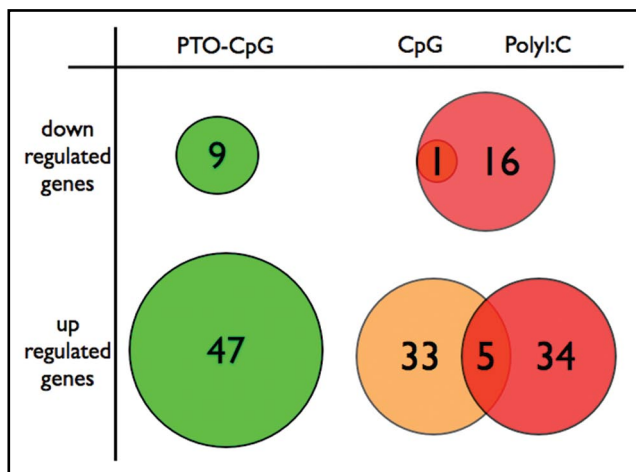 PTO-CpG CpG PolyI:C
down
regulated
genes
9 1 16
up
regulated
genes
47 33 5 34